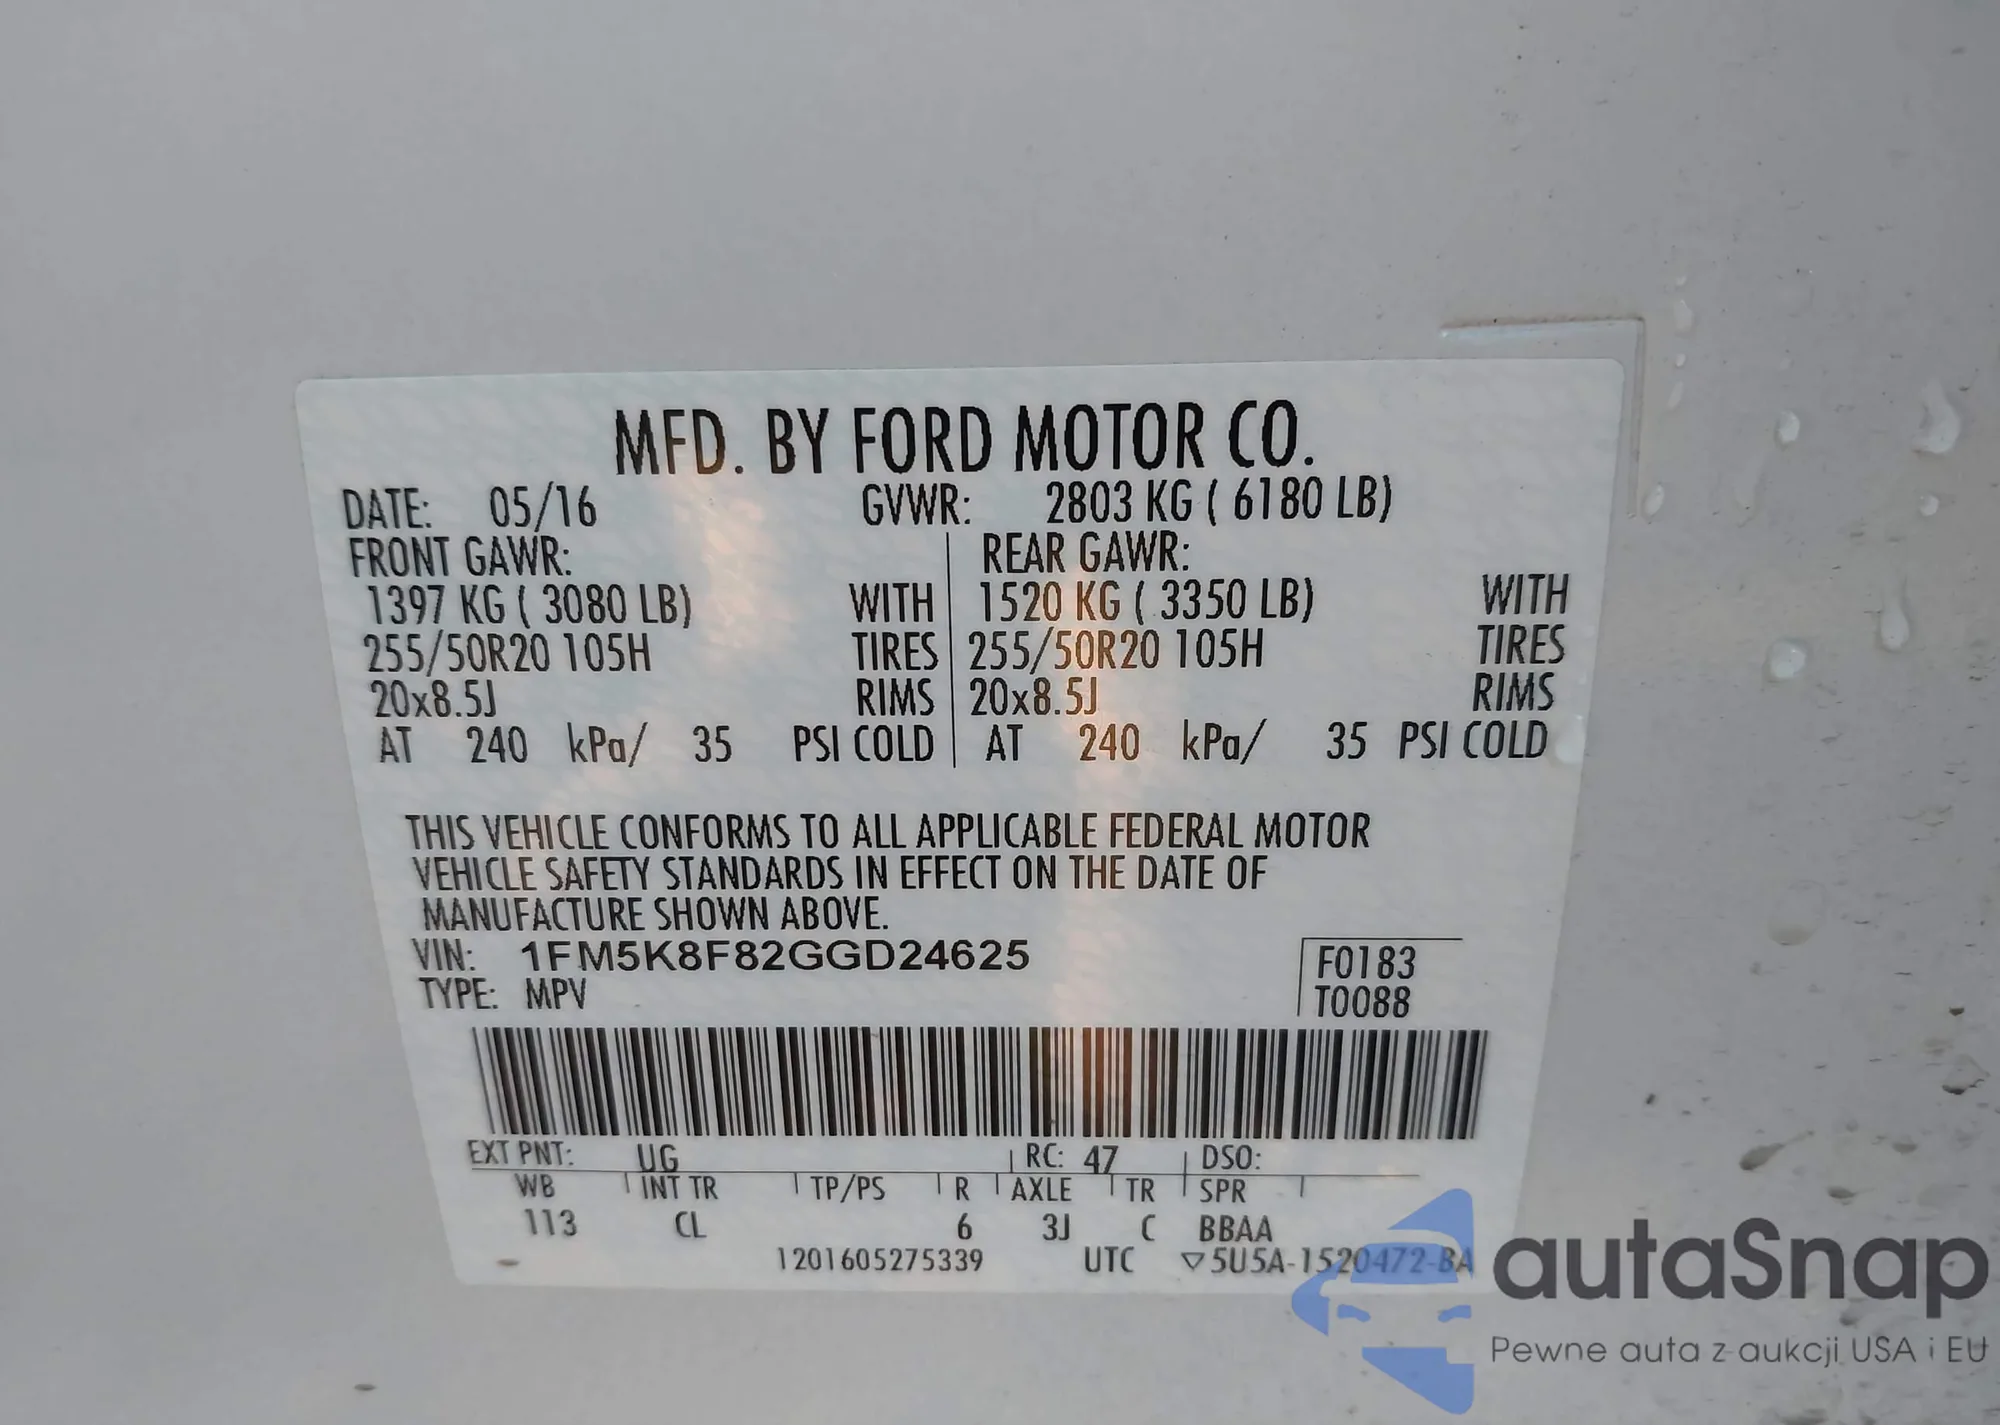 MFD. BY FORD MOTOR CO.
DATE: 05/16 GVWR: 2803 KG ( 6180 LB)
FRONT GAWR: REAR GAWR:
1397 KG ( 3080 LB) WITH 1520 KG ( 3350 LB) WITH
255/50R20 105H TIRES 255/50R20 105H TIRES
20x8.5J RIMS 20x8.5J RIMS
AT 240 kPa/ 35 PSI COLD AT 240 kPa/ 35 PSI COLD
THIS VEHICLE CONFORMS TO ALL APPLICABLE FEDERAL MOTOR
VEHICLE SAFETY STANDARDS IN EFFECT ON THE DATE OF
MANUFACTURE SHOWN ABOVE.
VIN: 1FM5K8F82GGD24625 F0183
TYPE: MPV T0088
EXT PNT: UG RC: 47 DSO:
WB INT TR TP/PS R AXLE TR SPR
113 CL 6 3J C BBAA
1201605275339 UTC ▽5U5A-1520472-BA
autaSnap
Pewne auta z aukcji USA i EU